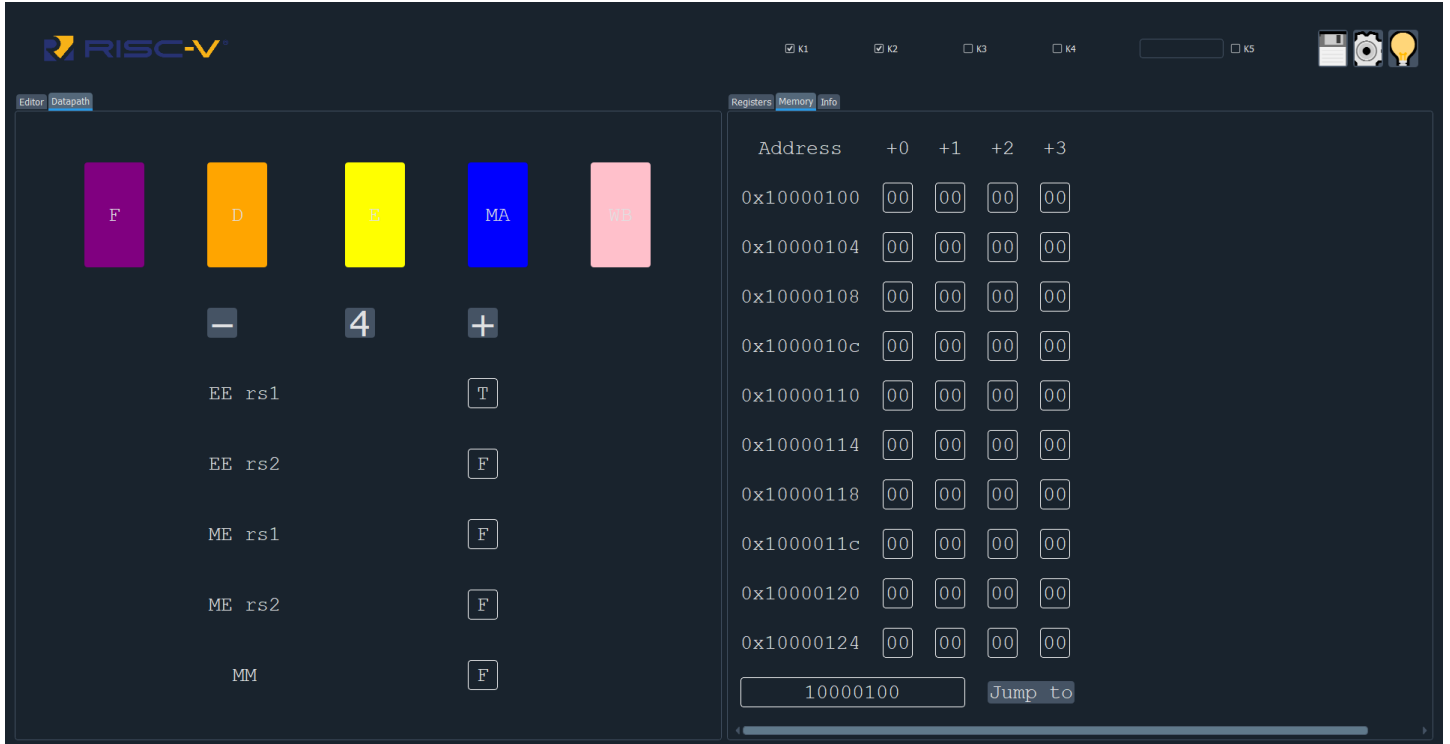 RISC-V
K1 K2 K3 K4 K5
Editor Datapath
F D E MA WB
− 4 +
EE rs1 T
EE rs2 F
ME rs1 F
ME rs2 F
MM F
Registers Memory Info
Address +0 +1 +2 +3
0x10000100 00 00 00 00
0x10000104 00 00 00 00
0x10000108 00 00 00 00
0x1000010c 00 00 00 00
0x10000110 00 00 00 00
0x10000114 00 00 00 00
0x10000118 00 00 00 00
0x1000011c 00 00 00 00
0x10000120 00 00 00 00
0x10000124 00 00 00 00
10000100 Jump to